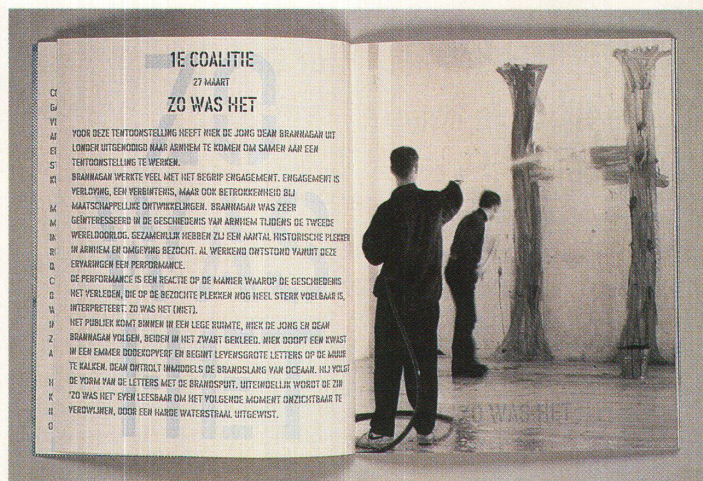 1E COALITIE
27 MAART
ZO WAS HET
VOOR DEZE TENTOONSTELLING HEEFT NIEK DE JONG DEAN BRANNAGAN UIT
LONDEN UITGENODIGD NAAR ARNHEM TE KOMEN OM SAMEN AAN EEN
TENTOONSTELLING TE WERKEN.
BRANNAGAN WERKTE VEEL MET HET BEGRIP ENGAGEMENT. ENGAGEMENT IS
VERLOVING, EEN VERBINTENIS, MAAR OOK BETROKKENHEID BIJ
MAATSCHAPPELIJKE ONTWIKKELINGEN. BRANNAGAN WAS ZEER
GEÏNTERESSEERD IN DE GESCHIEDENIS VAN ARNHEM TIJDENS DE TWEEDE
WERELDOORLOG. GEZAMENLIJK HEBBEN ZIJ EEN AANTAL HISTORISCHE PLEKKEN
IN ARNHEM EN OMGEVING BEZOCHT. AL WERKEND ONTSTOND VANUIT DEZE
ERVARINGEN EEN PERFORMANCE.
DE PERFORMANCE IS EEN REACTIE OP DE MANIER WAAROP DE GESCHIEDENIS
HET VERLEDEN, DIE OP DE BEZOCHTE PLEKKEN NOG HEEL STERK VOELBAAR IS,
INTERPRETEERT. ZO WAS HET (NIET).
HET PUBLIEK KOMT BINNEN IN EEN LEGE RUIMTE, NIEK DE JONG EN DEAN
BRANNAGAN VOLGEN, BEIDEN IN HET ZWART GEKLEED. NIEK DOOPT EEN KWAST
IN EEN EMMER DODEKOPVERF EN BEGINT LEVENSGROTE LETTERS OP DE MUUR
TE KALKEN. DEAN ONTROLT INMIDDELS DE BRANDSLANG VAN OCEAAN. HIJ VOLGT
DE VORM VAN DE LETTERS MET DE BRANDSPUIT. UITEINDELIJK WORDT DE ZIN
'ZO WAS HET' EVEN LEESBAAR OM HET VOLGENDE MOMENT ONZICHTBAAR TE
VERDWIJNEN, DOOR EEN HARDE WATERSTRAAL UITGEWIST.
ZO WAS HET